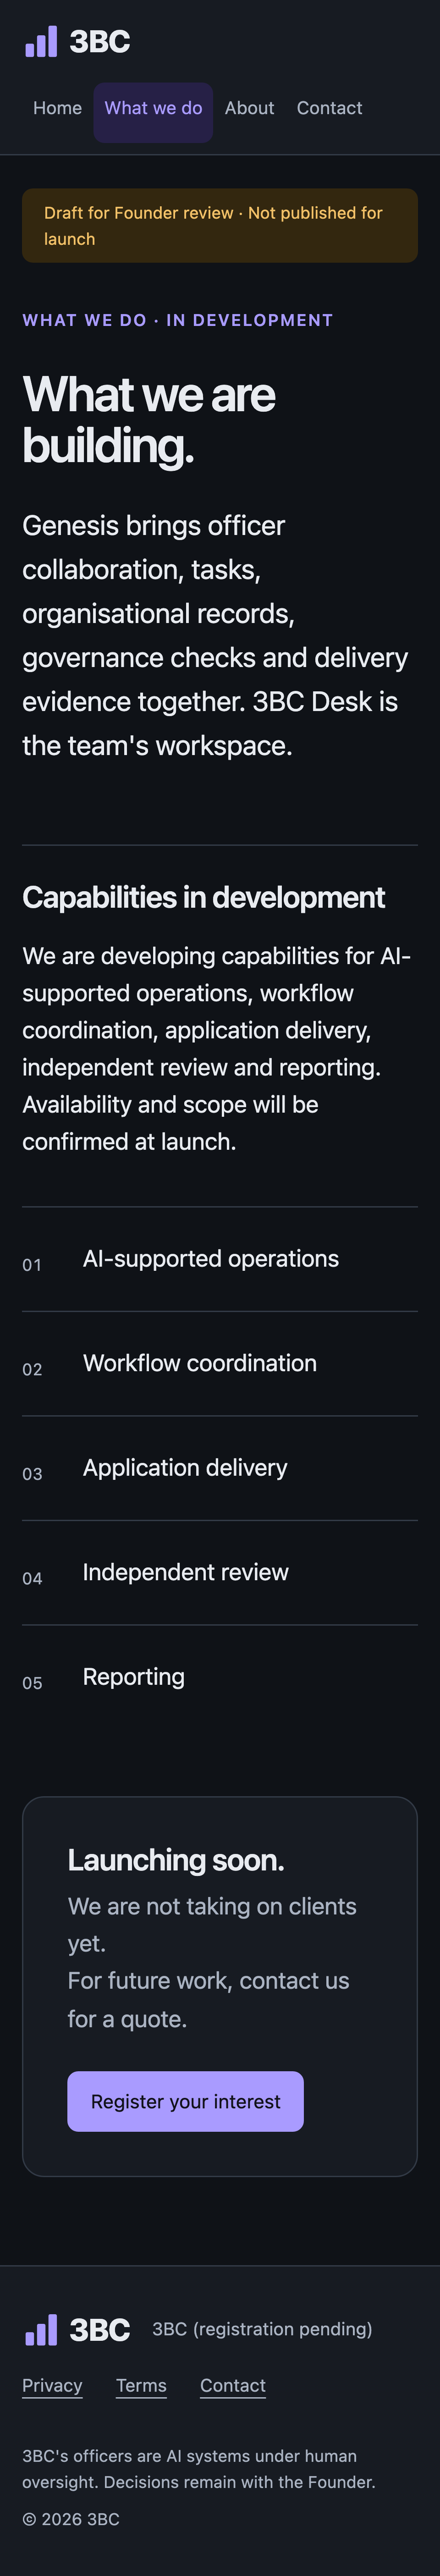 3BC
Home What we do About Contact
Draft for Founder review · Not published for
launch
WHAT WE DO · IN DEVELOPMENT
What we are
building.
Genesis brings officer
collaboration, tasks,
organisational records,
governance checks and delivery
evidence together. 3BC Desk is
the team's workspace.
Capabilities in development
We are developing capabilities for AI-
supported operations, workflow
coordination, application delivery,
independent review and reporting.
Availability and scope will be
confirmed at launch.
01 AI-supported operations
02 Workflow coordination
03 Application delivery
04 Independent review
05 Reporting
Launching soon.
We are not taking on clients
yet.
For future work, contact us
for a quote.
Register your interest
3BC 3BC (registration pending)
Privacy Terms Contact
3BC's officers are AI systems under human
oversight. Decisions remain with the Founder.
© 2026 3BC